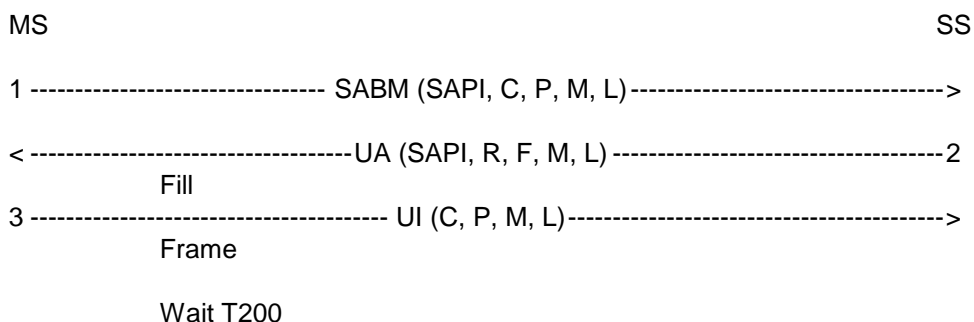 MS SS
1 --------------------------------- SABM (SAPI, C, P, M, L)----------------------------------->
< ------------------------------------UA (SAPI, R, F, M, L) -------------------------------------2
Fill
3 ---------------------------------------- UI (C, P, M, L)------------------------------------------>
Frame
Wait T200